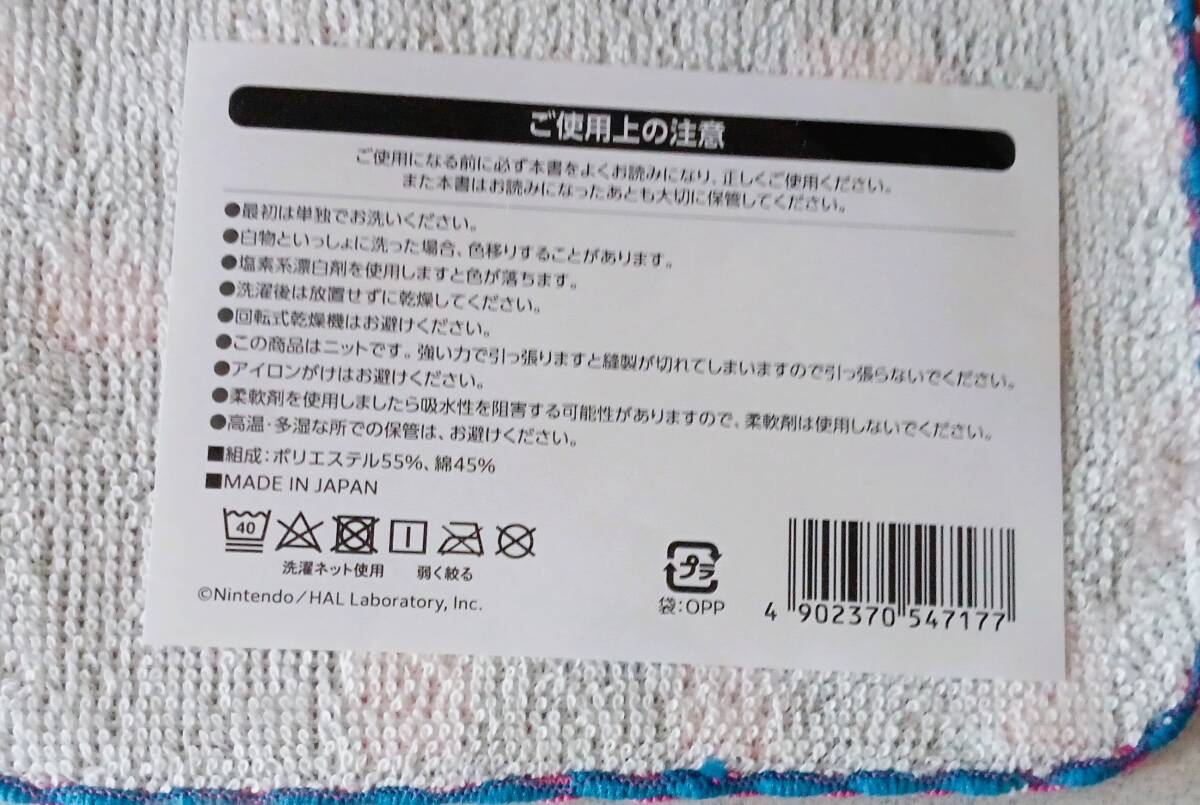 ご使用上の注意
ご使用になる前に必ず本書をよくお読みになり、正しくご使用ください。
また本書はお読みになったあとも大切に保管してください。
●最初は単独でお洗いください。
●白物といっしょに洗った場合、色移りすることがあります。
●塩素系漂白剤を使用しますと色が落ちます。
●洗濯後は放置せずに乾燥してください。
●回転式乾燥機はお避けください。
●この商品はニットです。強い力で引っ張りますと縫製が切れてしまいますので引っ張らないでください。
●アイロンがけはお避けください。
●柔軟剤を使用しましたら吸水性を阻害する可能性がありますので、柔軟剤は使用しないでください。
●高温・多湿な所での保管は、お避けください。
■組成:ポリエステル55%、綿45%
■MADE IN JAPAN
40
洗濯ネット使用 弱く絞る
©Nintendo/HAL Laboratory, Inc.
プラ
袋:OPP
4 902370 547177